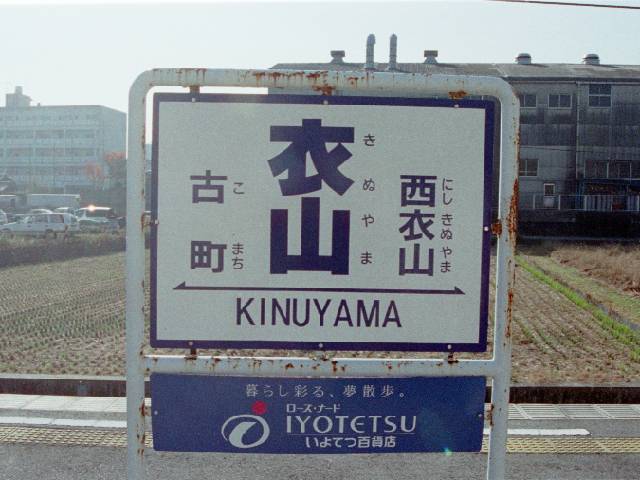 衣山
きぬやま
古町
こまち
西衣山
にしきぬやま
KINUYAMA
暮らし彩る、夢散歩。
ローズ・ナード
IYOTETSU
いよてつ百貨店